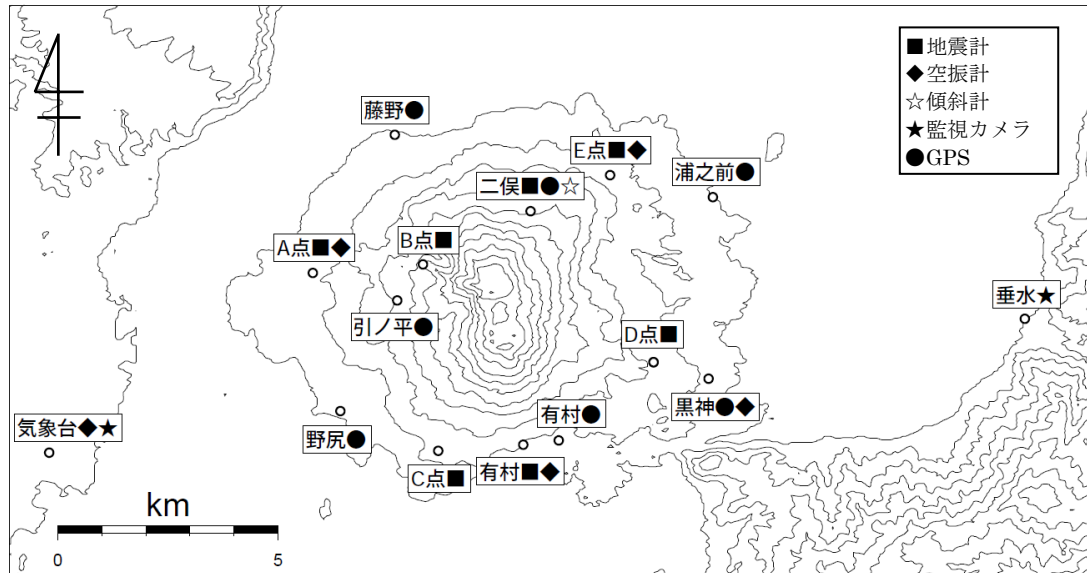 ■地震計
◆空振計
☆傾斜計
★監視カメラ
●GPS
藤野●
E点■◆
浦之前●
二俣■●☆
A点■◆
B点■
垂水★
引ノ平●
D点■
黒神●◆
有村●
気象台◆★
野尻●
C点■
有村■◆
km
0
5